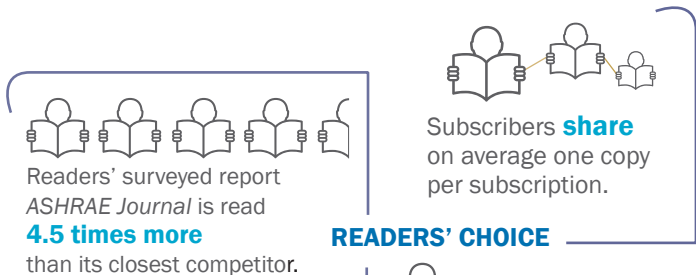 Readers' surveyed report
ASHRAE Journal is read
4.5 times more
than its closest competitor.
Subscribers share
on average one copy
per subscription.
READERS' CHOICE